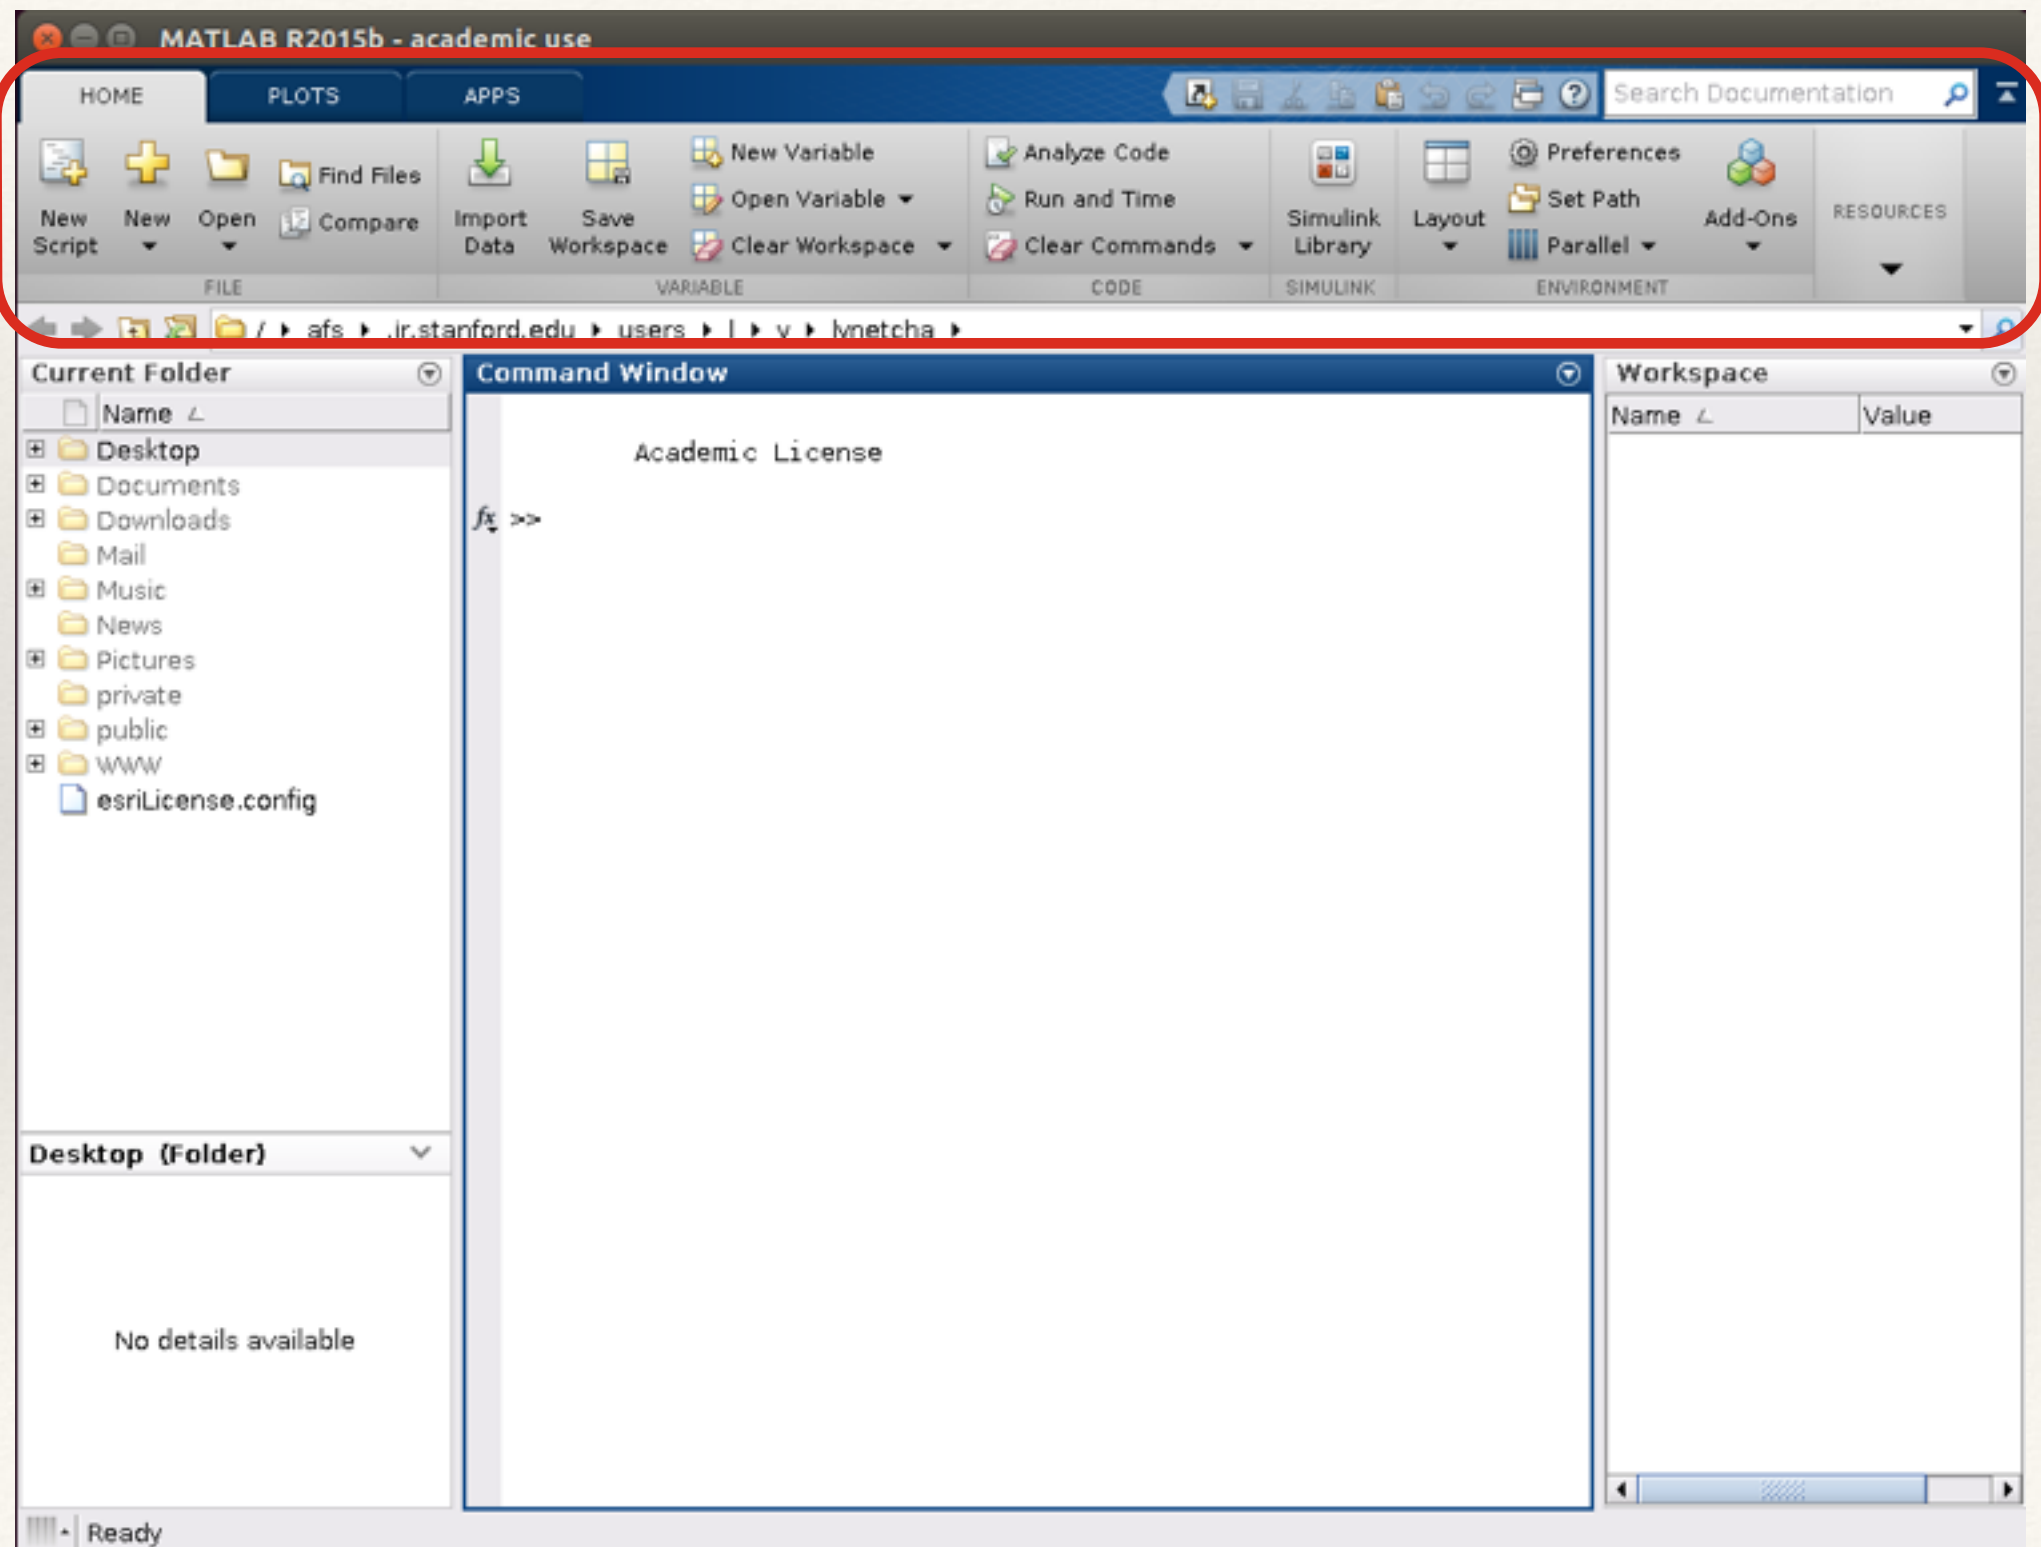 MATLAB R2015b - academic use
HOME PLOTS APPS Search Documentation
New Script New Open Find Files Compare
Import Data Save Workspace New Variable Open Variable Clear Workspace
Analyze Code Run and Time Clear Commands
Simulink Library Layout Preferences Set Path Parallel Add-Ons RESOURCES
FILE VARIABLE CODE SIMULINK ENVIRONMENT
/ afs .ir.stanford.edu users l y lynetcha
Current Folder
Name
Desktop
Documents
Downloads
Mail
Music
News
Pictures
private
public
WWW
esriLicense.config
Desktop (Folder)
No details available
Command Window
Academic License
fx >>
Workspace
Name Value
Ready